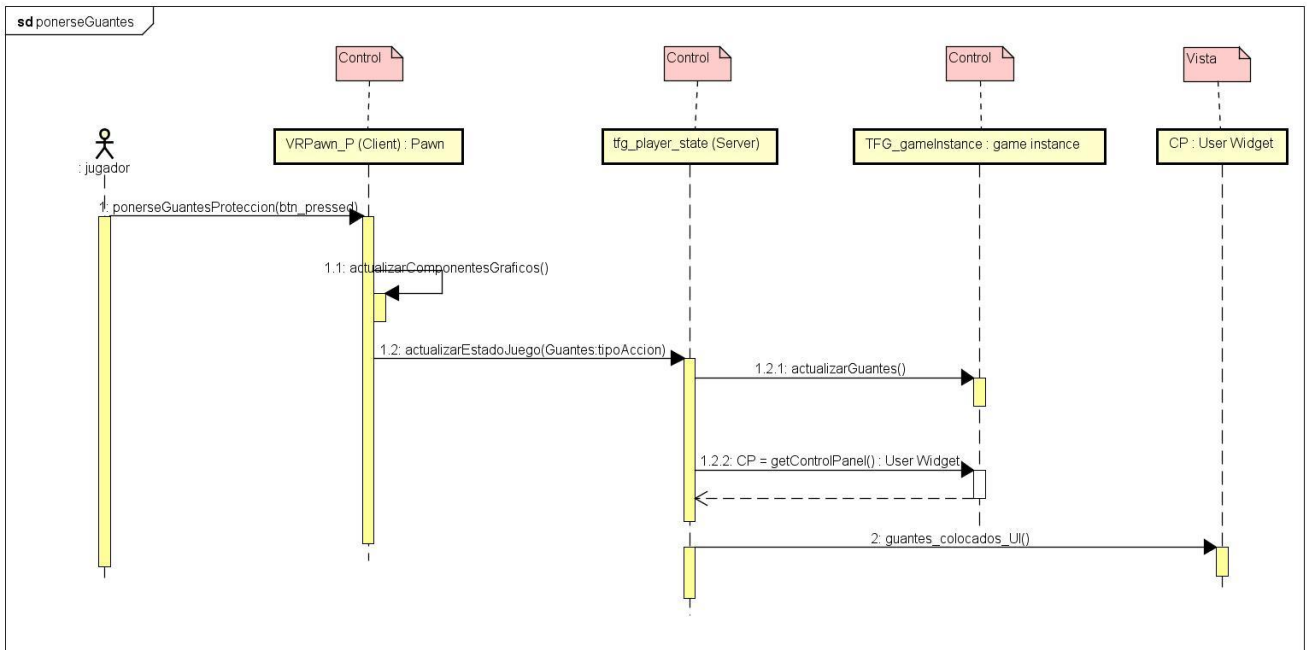 sd ponerseGuantes
Control
Control
Control
Vista
: jugador
VRPawn_P (Client) : Pawn
tfg_player_state (Server)
TFG_gameInstance : game instance
CP : User Widget
1: ponerseGuantesProteccion(btn_pressed)
1.1: actualizarComponentesGraficos()
1.2: actualizarEstadoJuego(Guantes:tipoAccion)
1.2.1: actualizarGuantes()
1.2.2: CP = getControlPanel() : User Widget
2: guantes_colocados_UI()